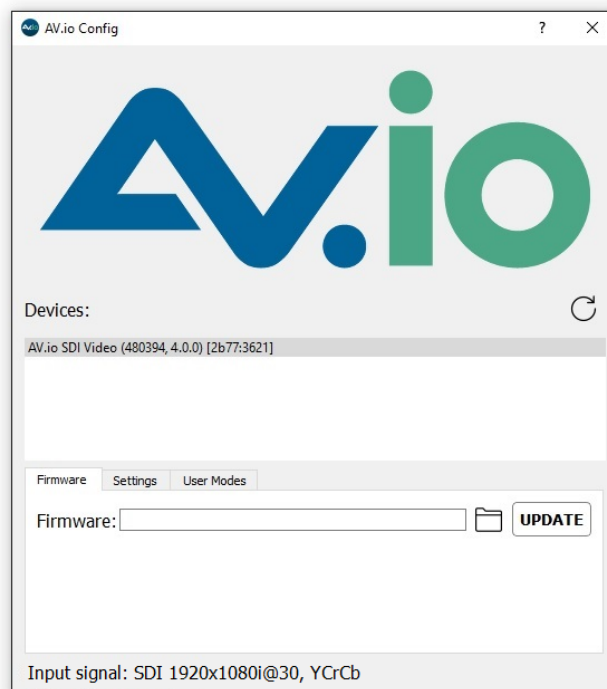 AV.io Config
AV.io
Devices:
AV.io SDI Video (480394, 4.0.0) [2b77:3621]
Firmware Settings User Modes
Firmware: UPDATE
Input signal: SDI 1920x1080i@30, YCrCb